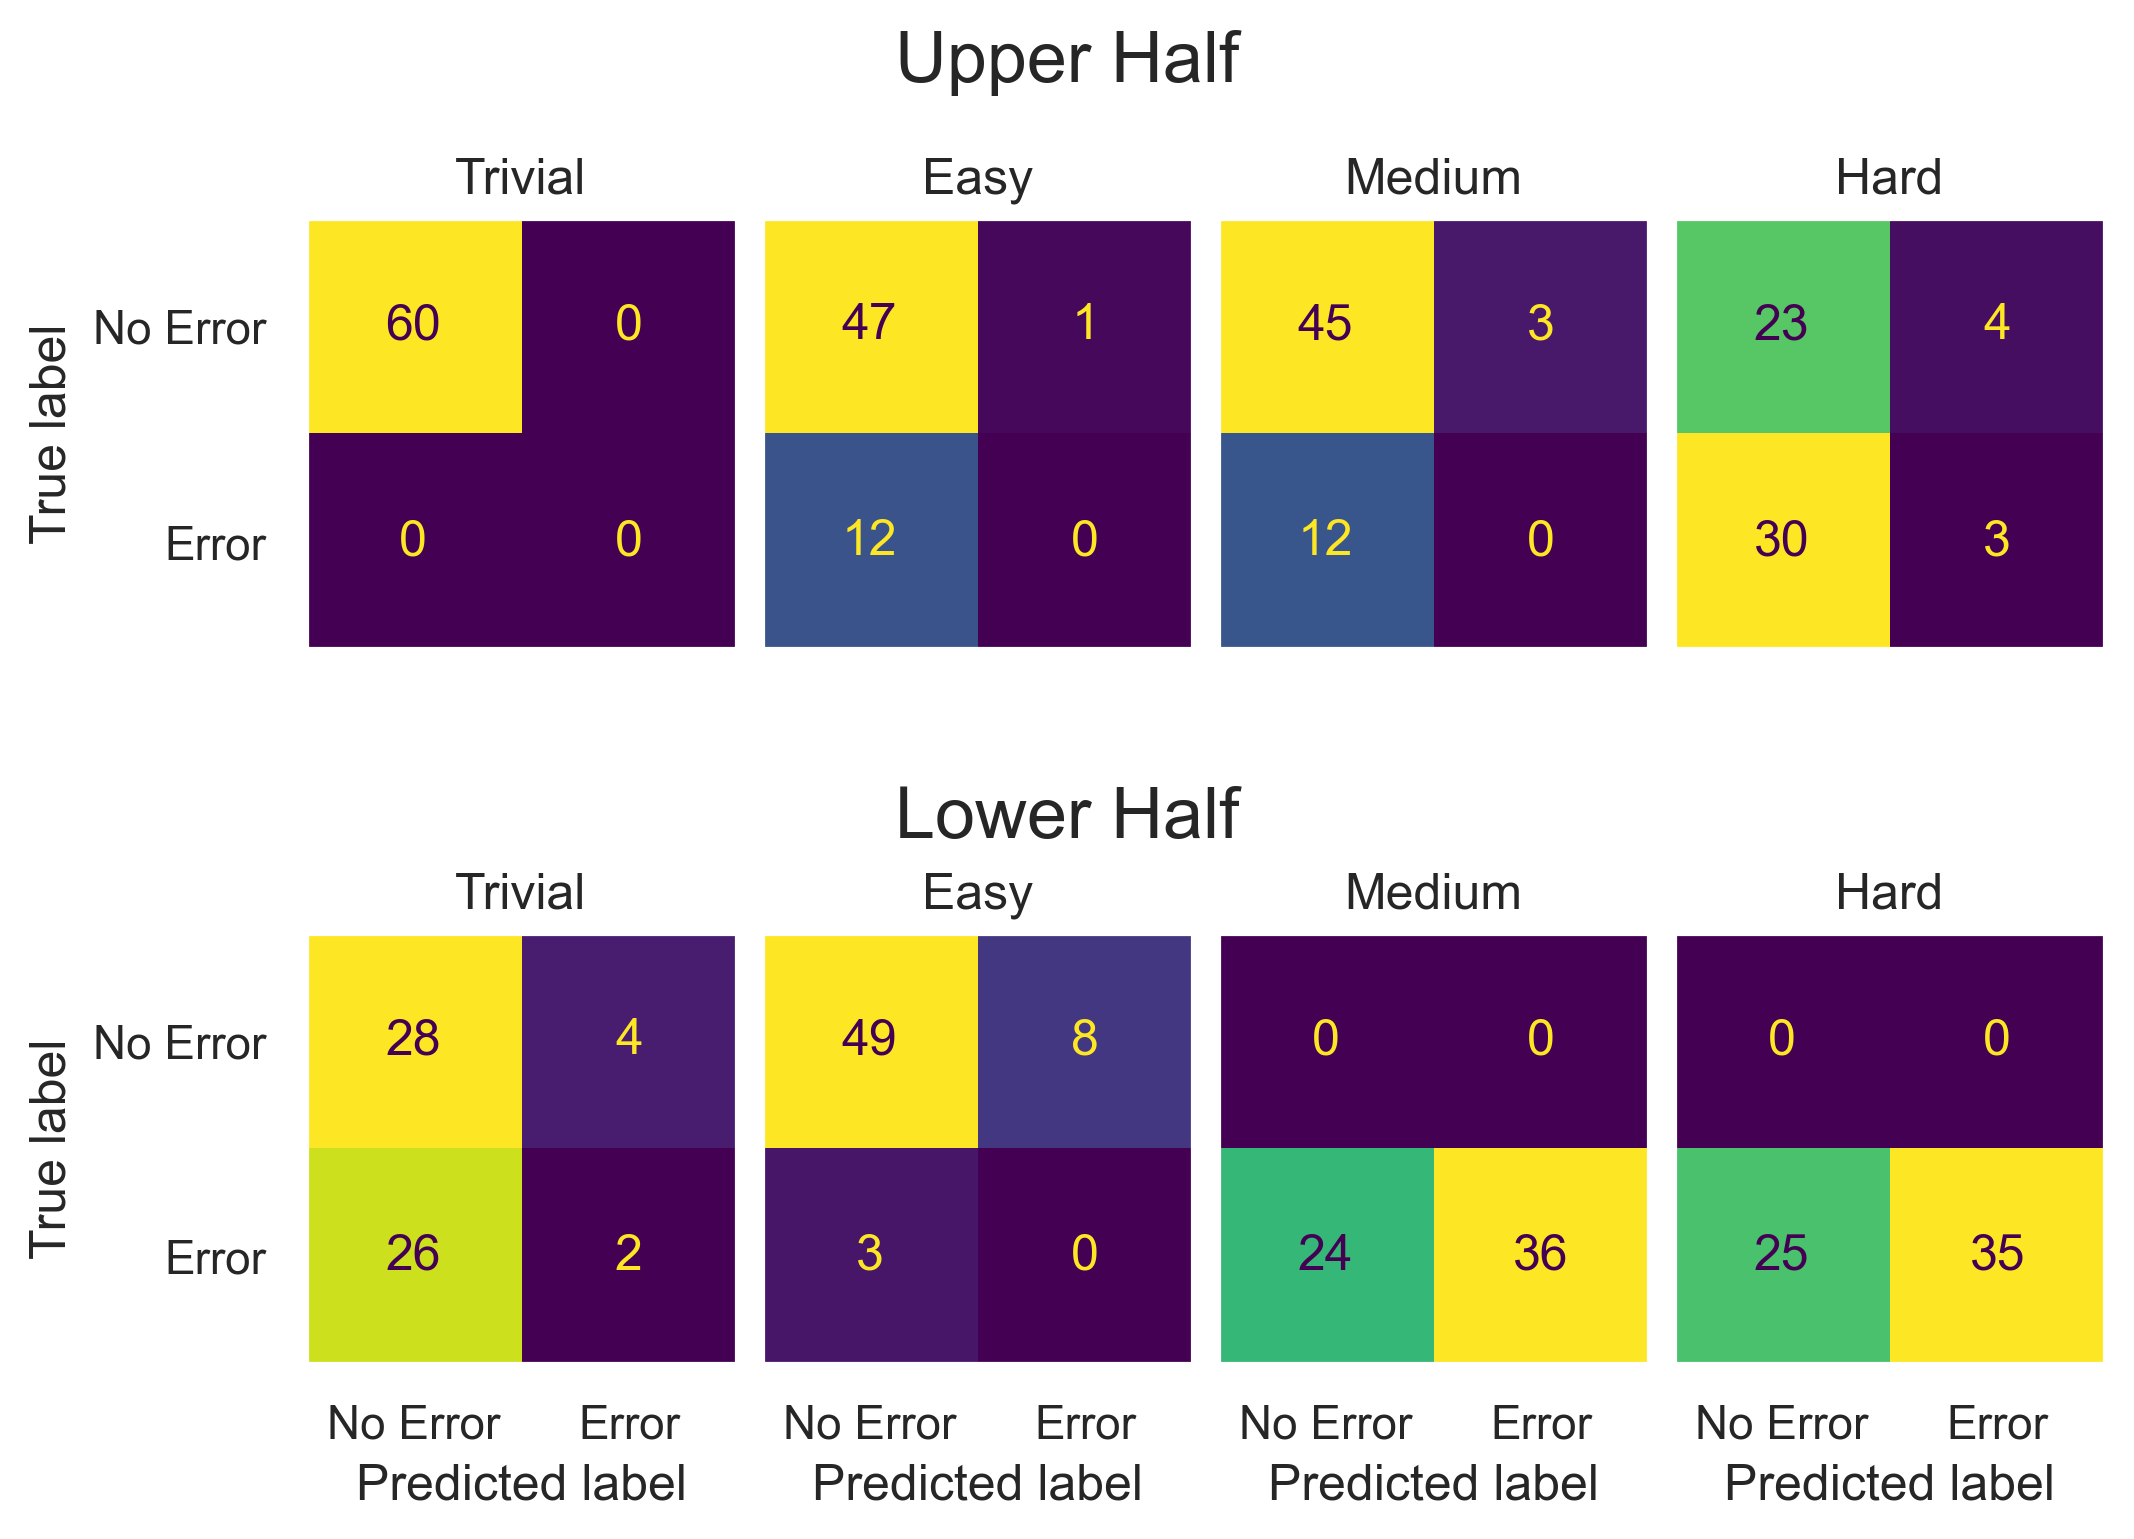 Upper Half
Trivial Easy Medium Hard
True label
No Error 60 0 47 1 45 3 23 4
Error 0 0 12 0 12 0 30 3
Lower Half
Trivial Easy Medium Hard
True label
No Error 28 4 49 8 0 0 0 0
Error 26 2 3 0 24 36 25 35
No Error Error No Error Error No Error Error No Error Error
Predicted label Predicted label Predicted label Predicted label